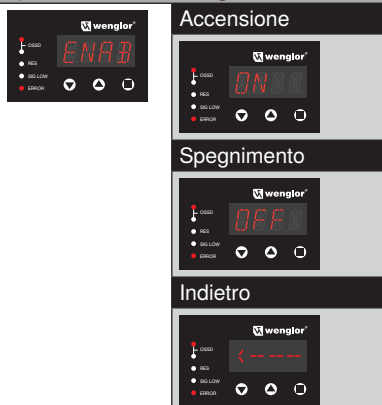 wenglor®
OSSD
ENAB
RES
SIG LOW
ERROR
Accensione
wenglor®
OSSD
ON
RES
SIG LOW
ERROR
Spegnimento
wenglor®
OSSD
OFF
RES
SIG LOW
ERROR
Indietro
wenglor®
OSSD
<-----
RES
SIG LOW
ERROR